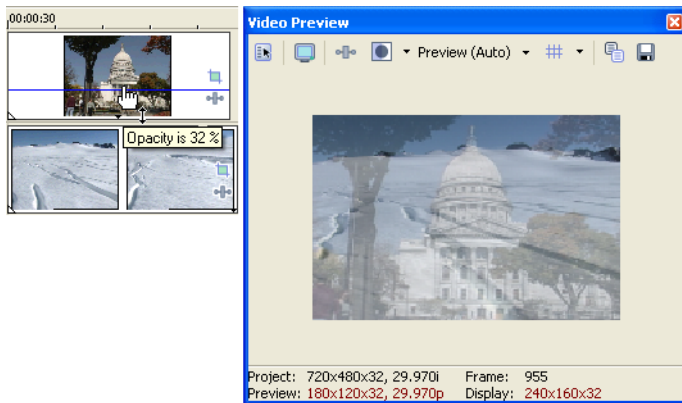 ,00:00:30
Opacity is 32 %
Video Preview
Preview (Auto)
Project: 720x480x32, 29.970i Frame: 955
Preview: 180x120x32, 29.970p Display: 240x160x32